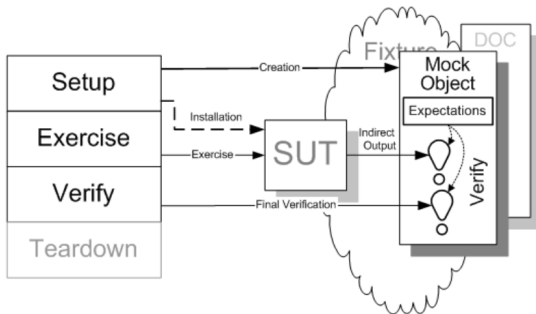 Setup
Exercise
Verify
Teardown
Creation
Installation
Exercise
Final Verification
SUT
Indirect
Output
Fixture
DOC
Mock
Object
Expectations
Verify